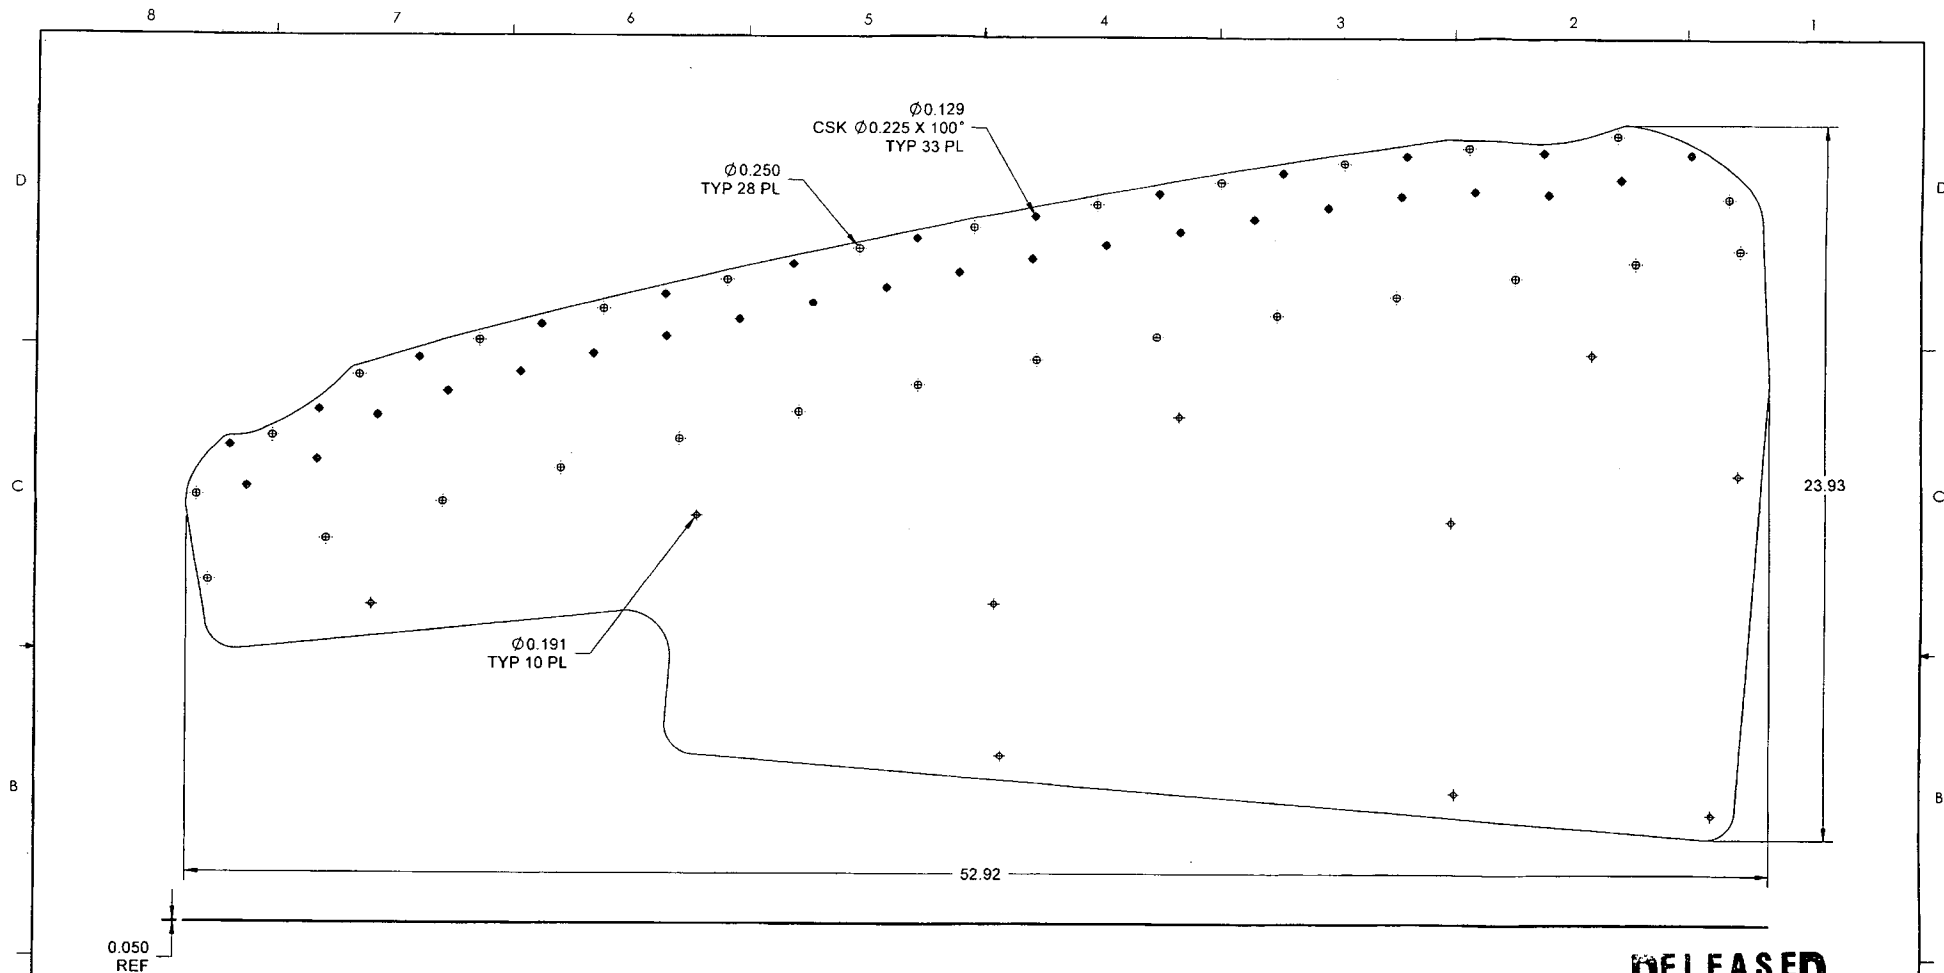 8 7 6 5 4 3 2 1
Ø0.129
CSK Ø0.225 X 100°
TYP 33 PL
Ø0.250
TYP 28 PL
D D
C C
23.93
Ø0.191
TYP 10 PL
B B
52.92
0.050
REF
RELEASED